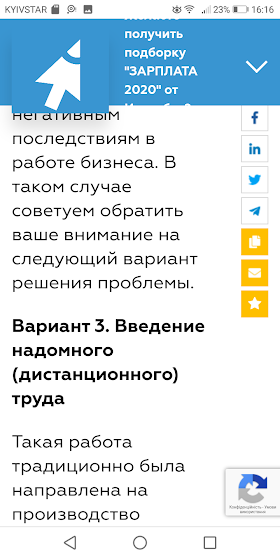 KYIVSTAR
23%
16:16
получить
подборку
"ЗАРПЛАТА
2020" от
негативным
последствиям в
работе бизнеса. В
таком случае
советуем обратить
ваше внимание на
следующий вариант
решения проблемы.
Вариант 3. Введение
надомного
(дистанционного)
труда
Такая работа
традиционно была
направлена на
производство